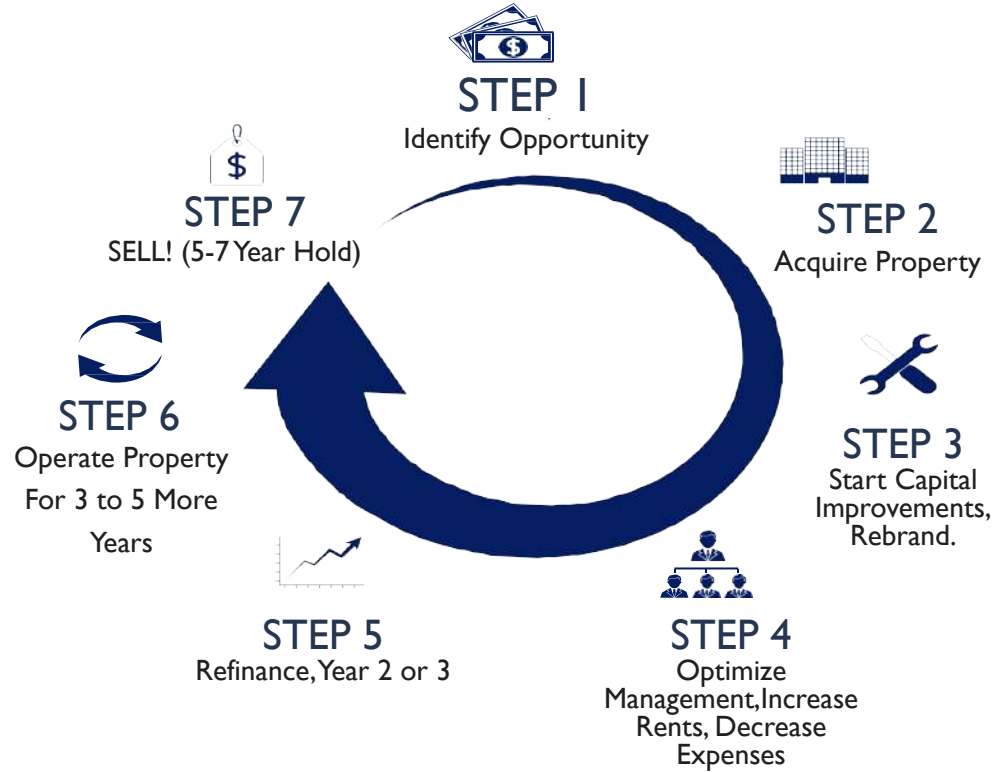 STEP 1
Identify Opportunity
STEP 2
Acquire Property
STEP 3
Start Capital
Improvements,
Rebrand.
STEP 4
Optimize
Management,Increase
Rents, Decrease
Expenses
STEP 5
Refinance,Year 2 or 3
STEP 6
Operate Property
For 3 to 5 More
Years
$
STEP 7
SELL! (5-7 Year Hold)